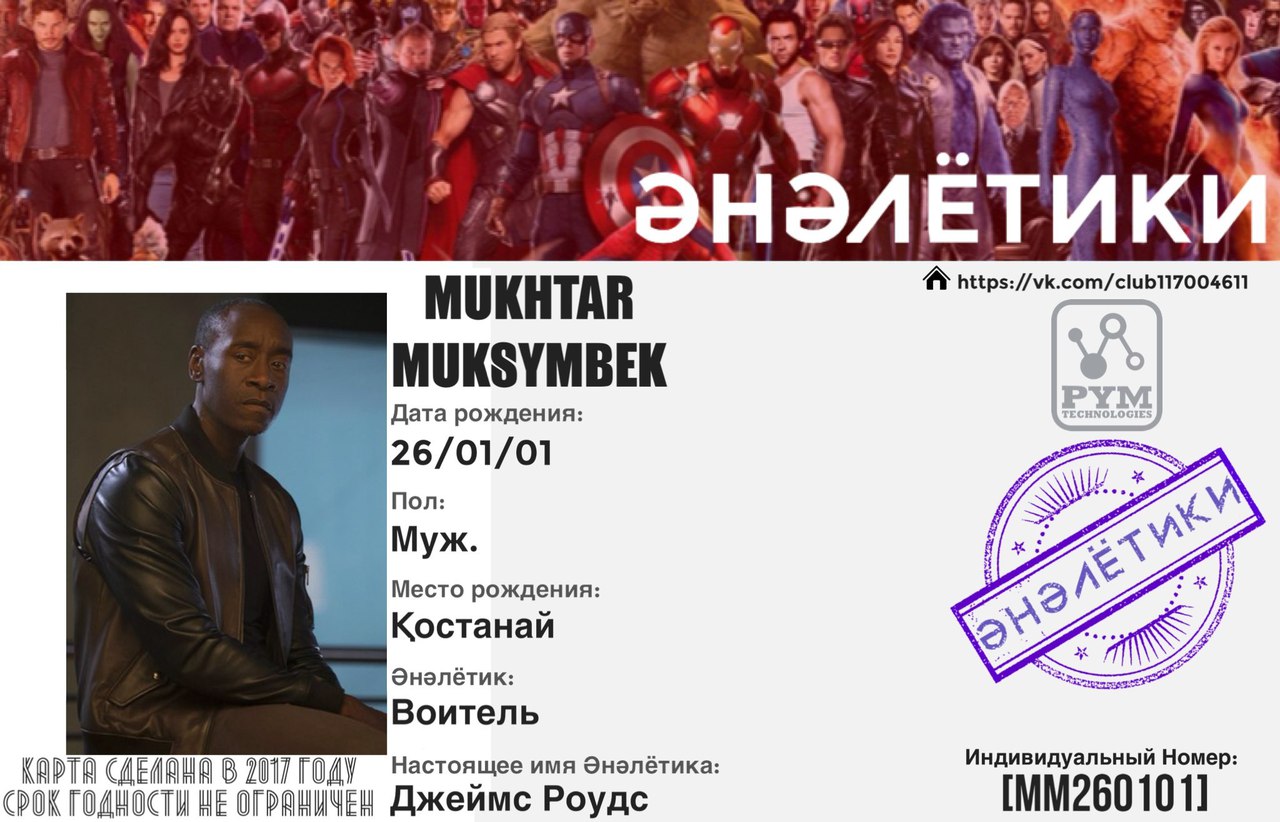 ӘНӘЛЁТИКИ
https://vk.com/club117004611
MUKHTAR
MUKSYMBEK
Дата рождения:
26/01/01
Пол:
Муж.
Место рождения:
Қостанай
Әнәлётик:
Воитель
Настоящее имя Әнәлётика:
Джеймс Роудс
PYM
TECHNOLOGIES
ӘНӘЛЁТИКИ
Индивидуальный Номер:
[MM260101]
КАРТА СДЕЛАНА В 2017 ГОДУ
СРОК ГОДНОСТИ НЕ ОГРАНИЧЕН